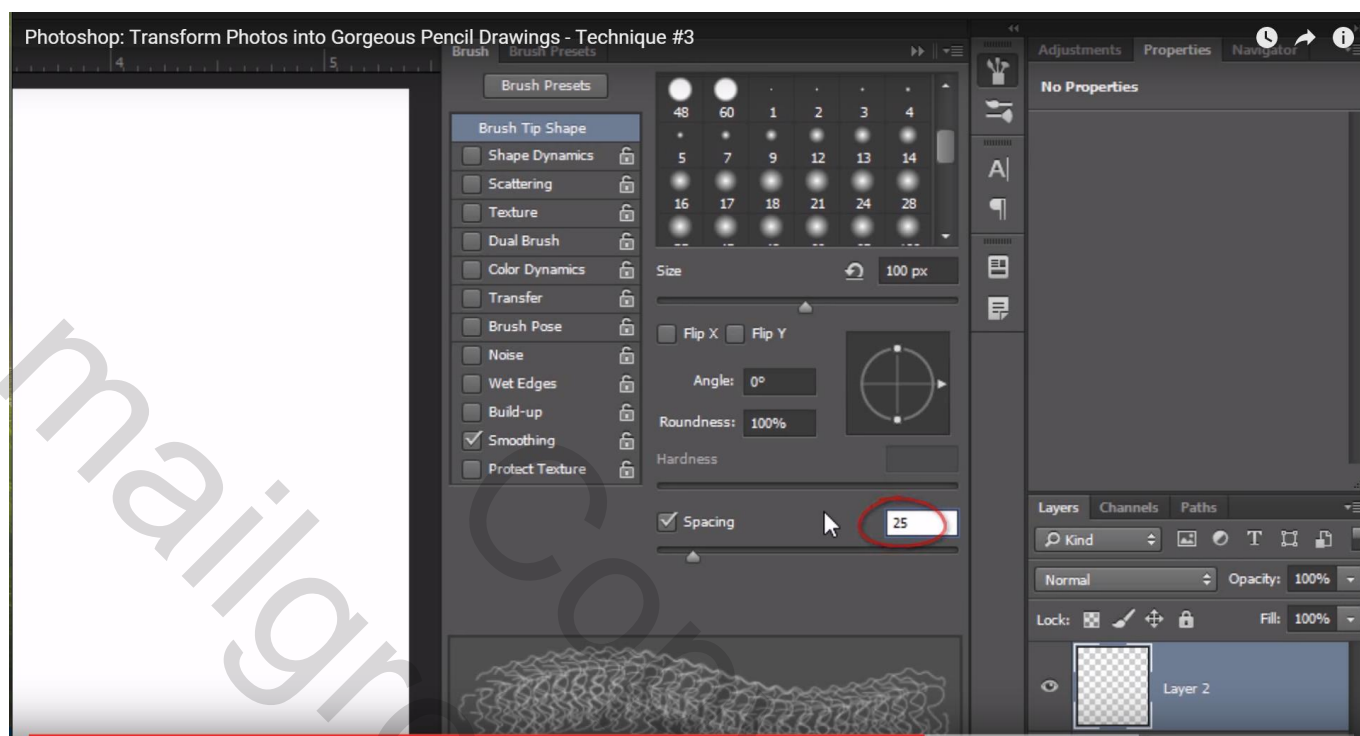 Photoshop: Transform Photos into Gorgeous Pencil Drawings - Technique #3
4
5
Brush Brush Presets
Brush Presets
Brush Tip Shape
Shape Dynamics
Scattering
Texture
Dual Brush
Color Dynamics
Transfer
Brush Pose
Noise
Wet Edges
Build-up
Smoothing
Protect Texture
48 60 1 2 3 4
5 7 9 12 13 14
16 17 18 21 24 28
Size 100 px
Flip X Flip Y
Angle: 0°
Roundness: 100%
Hardness
Spacing 25
Adjustments Properties Navigator
No Properties
Layers Channels Paths
Kind
Normal Opacity: 100%
Lock: Fill: 100%
Layer 2